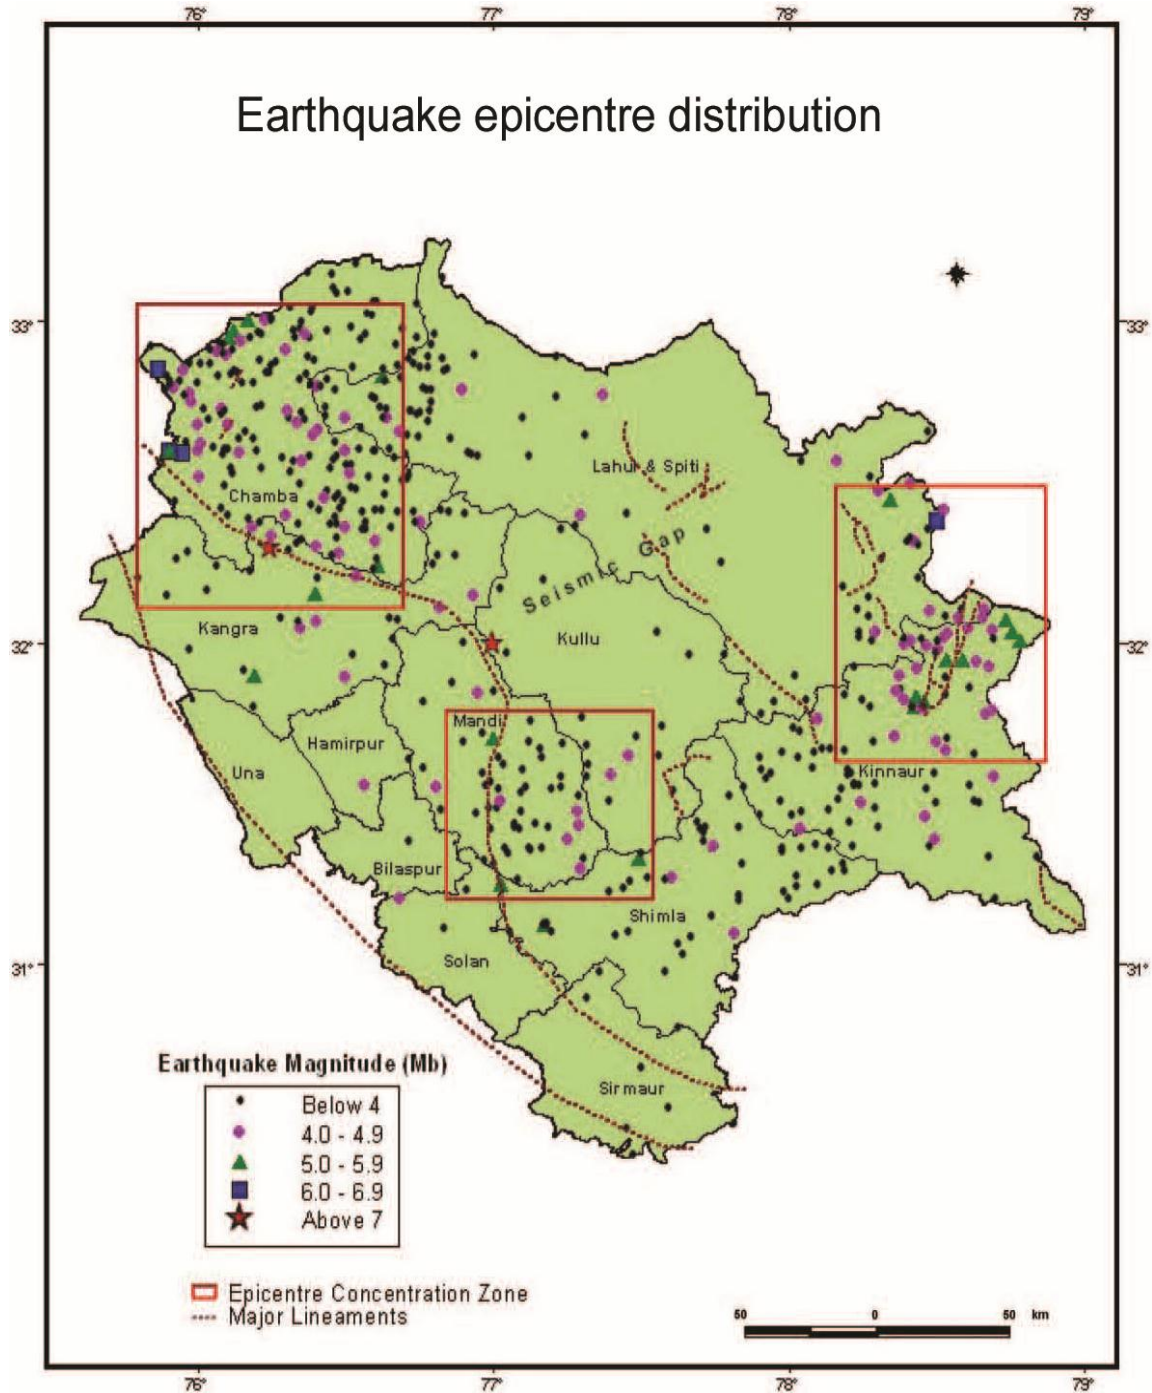 76° 77° 78° 79°
Earthquake epicentre distribution
33° 33°
Lahul & Spiti
Chamba
Seismic Gap
Kangra
Kullu
32° 32°
Mandi
Hamirpur
Una
Kinnaur
Bilaspur
Shimla
Solan
31° 31°
Sirmaur
Earthquake Magnitude (Mb)
Below 4
4.0 - 4.9
5.0 - 5.9
6.0 - 6.9
Above 7
Epicentre Concentration Zone
Major Lineaments
50 0 50 km
76° 77° 78° 79°